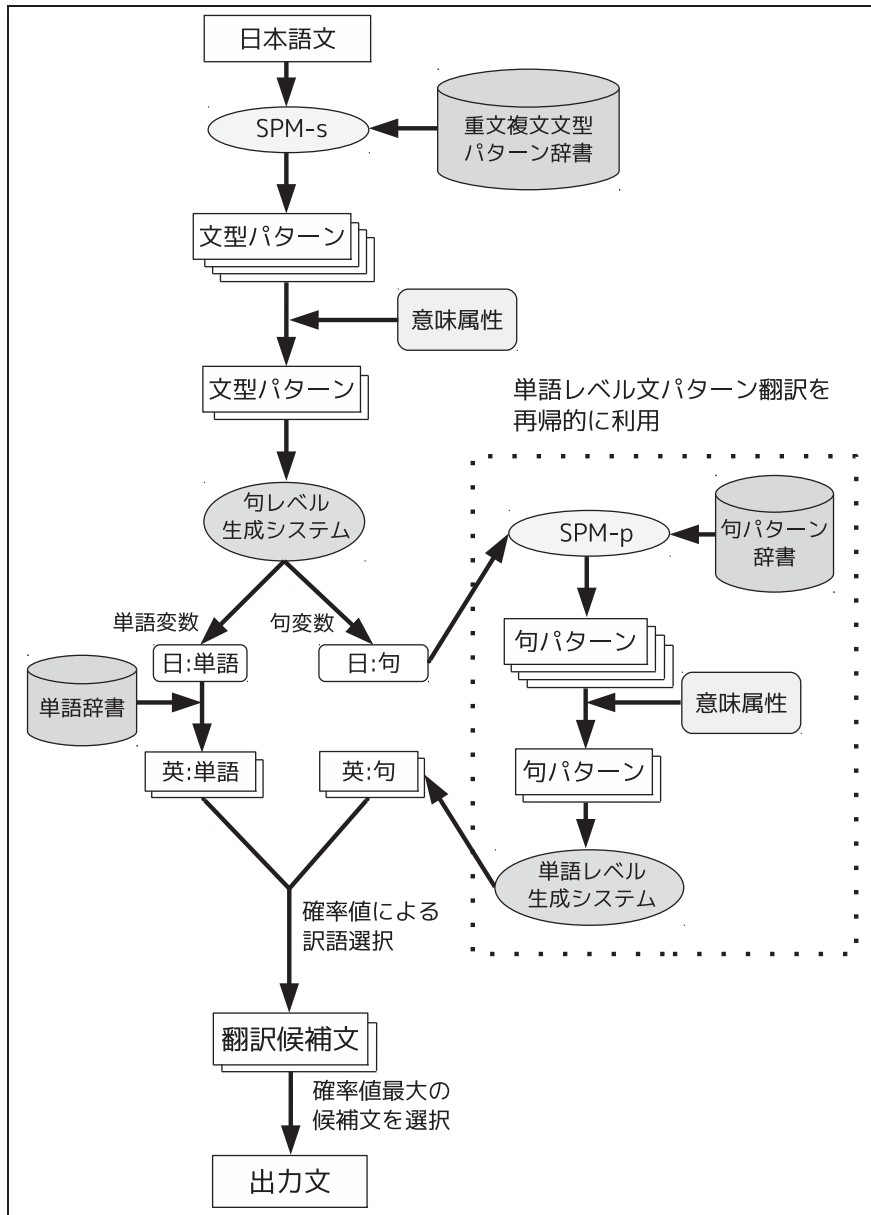 日本語文
SPM-s
重文複文文型
パターン辞書
文型パターン
意味属性
文型パターン
句レベル
生成システム
単語変数
句変数
日:単語
日:句
単語辞書
英:単語
英:句
単語レベル文パターン翻訳を
再帰的に利用
SPM-p
句パターン
辞書
句パターン
意味属性
句パターン
単語レベル
生成システム
確率値による
訳語選択
翻訳候補文
確率値最大の
候補文を選択
出力文